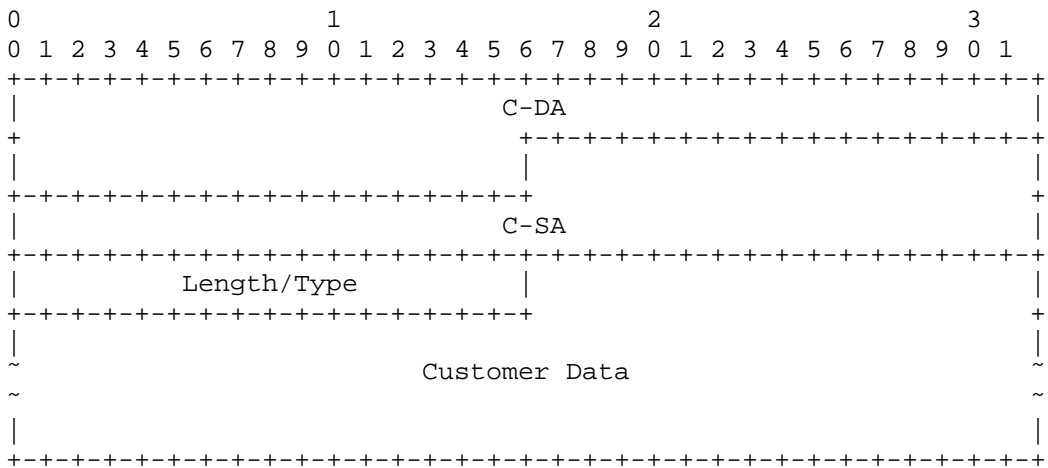 0                   1                   2                   3
0 1 2 3 4 5 6 7 8 9 0 1 2 3 4 5 6 7 8 9 0 1 2 3 4 5 6 7 8 9 0 1
+-+-+-+-+-+-+-+-+-+-+-+-+-+-+-+-+-+-+-+-+-+-+-+-+-+-+-+-+-+-+-+-+
|                              C-DA                             |
+                               +-+-+-+-+-+-+-+-+-+-+-+-+-+-+-+-+
|                               |                               |
+-+-+-+-+-+-+-+-+-+-+-+-+-+-+-+-+                               +
|                              C-SA                             |
+-+-+-+-+-+-+-+-+-+-+-+-+-+-+-+-+-+-+-+-+-+-+-+-+-+-+-+-+-+-+-+-+
|          Length/Type          |                               |
+-+-+-+-+-+-+-+-+-+-+-+-+-+-+-+-+                               +
|                                                               |
~                         Customer Data                         ~
~                                                               ~
|                                                               |
+-+-+-+-+-+-+-+-+-+-+-+-+-+-+-+-+-+-+-+-+-+-+-+-+-+-+-+-+-+-+-+-+